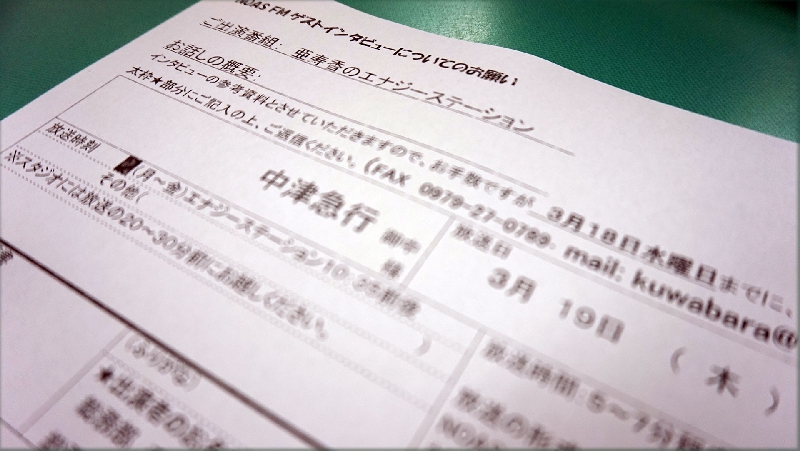 NOAS FM ゲストインタビューについてのお願い
ご出演番組: 亜寿香のエナジーステーション
お話しの概要:
インタビューの参考資料とさせていただきますので、お手数ですが 3月18日水曜日までに、
太枠★部分にご記入の上、ご返信ください。(FAX 0979-27-0799. mail: kuwabara@
中津急行 御中
様
放送日
3月 19日 (木)
放送時刻
(月~金)エナジーステーション10:35前後
その他( )
※スタジオには放送の20~30分前にお越しください。
放送時間: 5~7分
放送の形
(ふりがな)
★出演者のお
総務部